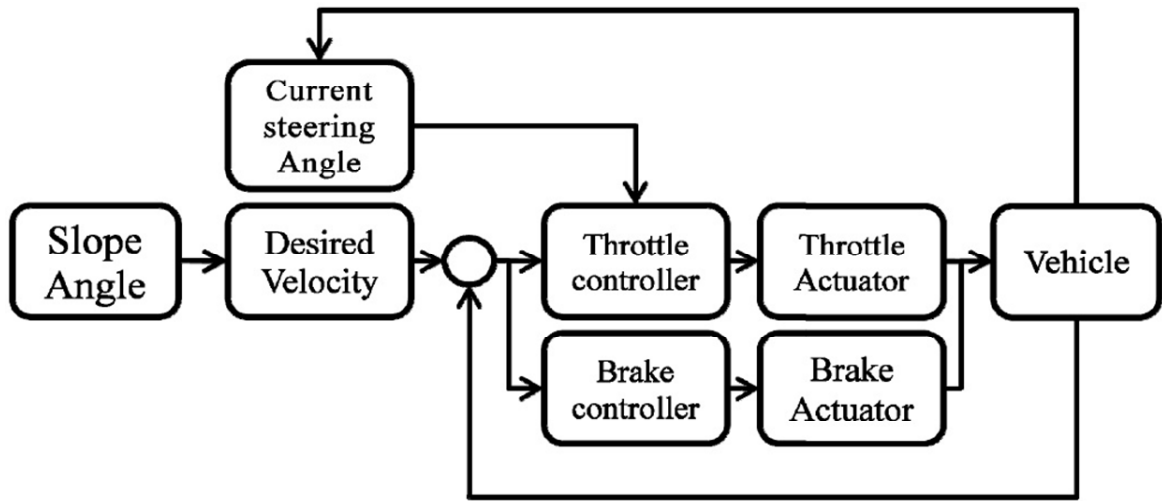 Current
steering
Angle
Slope
Angle
Desired
Velocity
Throttle
controller
Throttle
Actuator
Vehicle
Brake
controller
Brake
Actuator